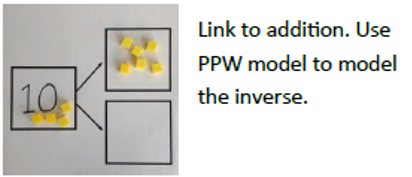 10
Link to addition. Use
PPW model to model
the inverse.